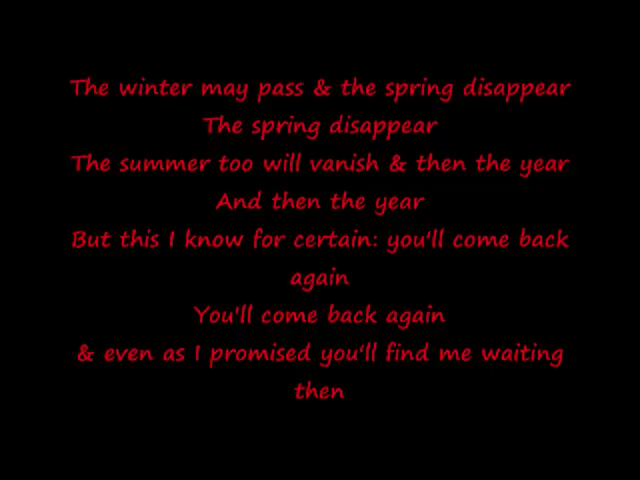 The winter may pass & the spring disappear
The spring disappear
The summer too will vanish & then the year
And then the year
But this I know for certain: you'll come back
again
You'll come back again
& even as I promised you'll find me waiting
then